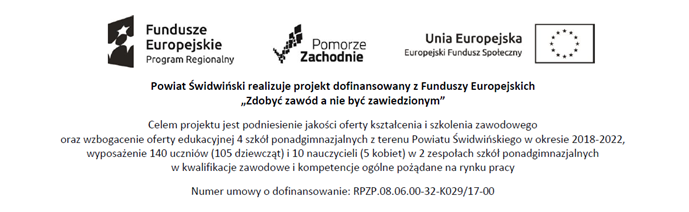 Fundusze
Europejskie
Program Regionalny
Pomorze
Zachodnie
Unia Europejska
Europejski Fundusz Społeczny
Powiat Świdwiński realizuje projekt dofinansowany z Funduszy Europejskich
„Zdobyć zawód a nie być zawiedzionym”
Celem projektu jest podniesienie jakości oferty kształcenia i szkolenia zawodowego
oraz wzbogacenie oferty edukacyjnej 4 szkół ponadgimnazjalnych z terenu Powiatu Świdwińskiego w okresie 2018-2022,
wyposażenie 140 uczniów (105 dziewcząt) i 10 nauczycieli (5 kobiet) w 2 zespołach szkół ponadgimnazjalnych
w kwalifikacje zawodowe i kompetencje ogólne pożądane na rynku pracy
Numer umowy o dofinansowanie: RPZP.08.06.00-32-K029/17-00